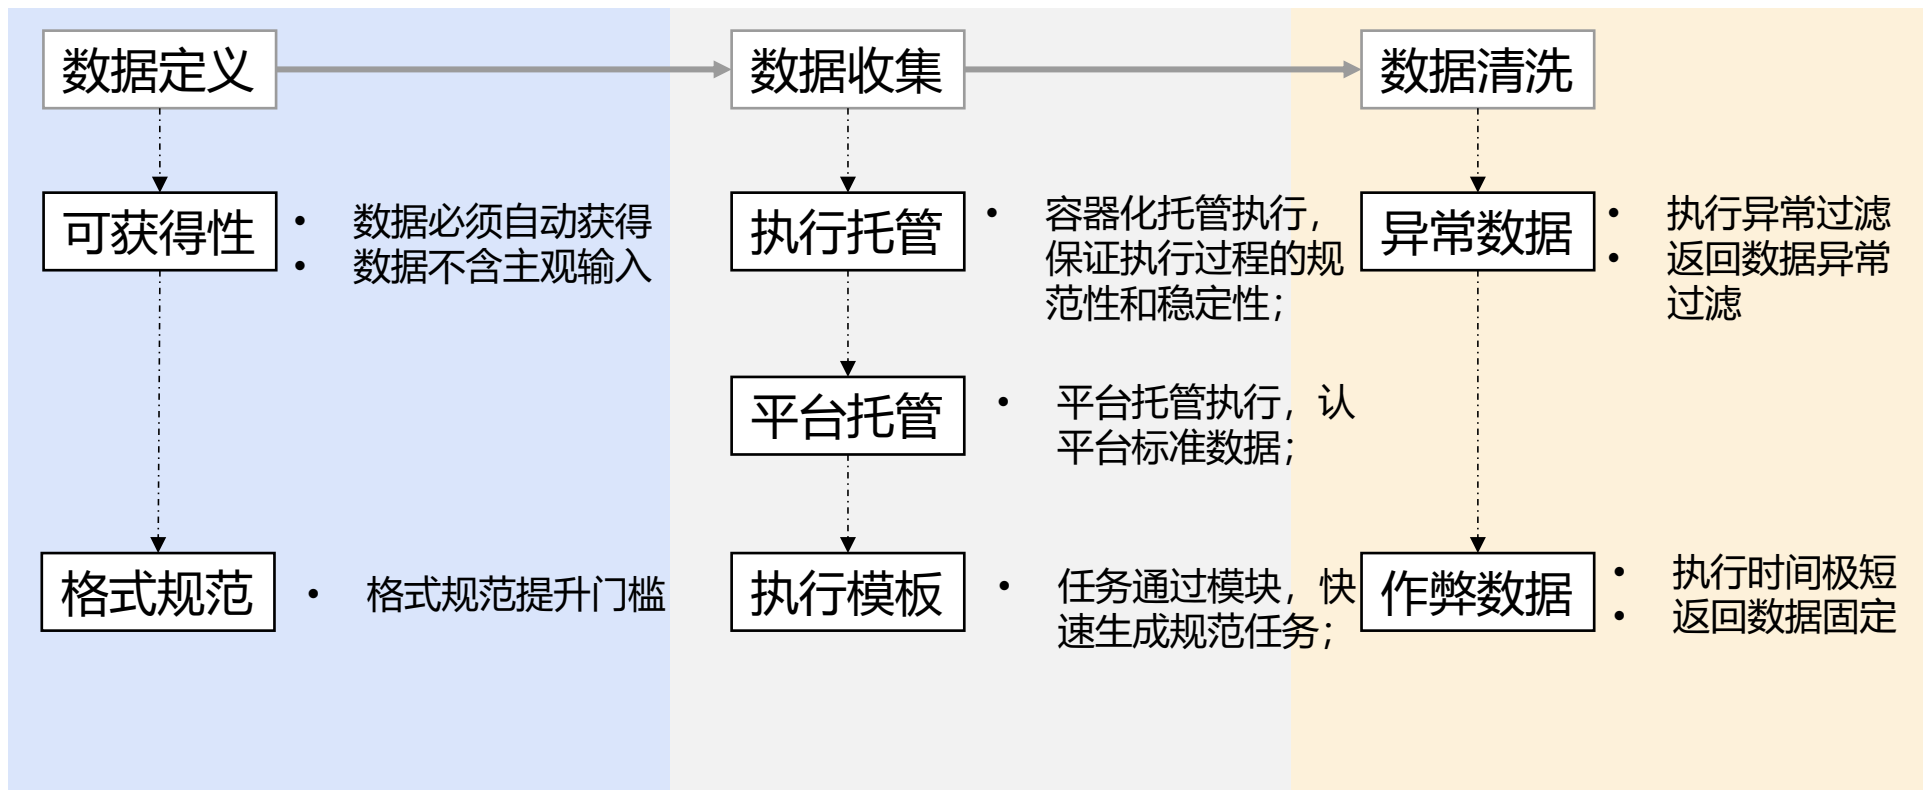 数据定义
数据收集
数据清洗
可获得性
• 数据必须自动获得
• 数据不含主观输入
格式规范
• 格式规范提升门槛
执行托管
• 容器化托管执行，
保证执行过程的规
范性和稳定性；
平台托管
• 平台托管执行，认
平台标准数据；
执行模板
• 任务通过模块，快
速生成规范任务；
异常数据
• 执行异常过滤
• 返回数据异常
过滤
作弊数据
• 执行时间极短
• 返回数据固定